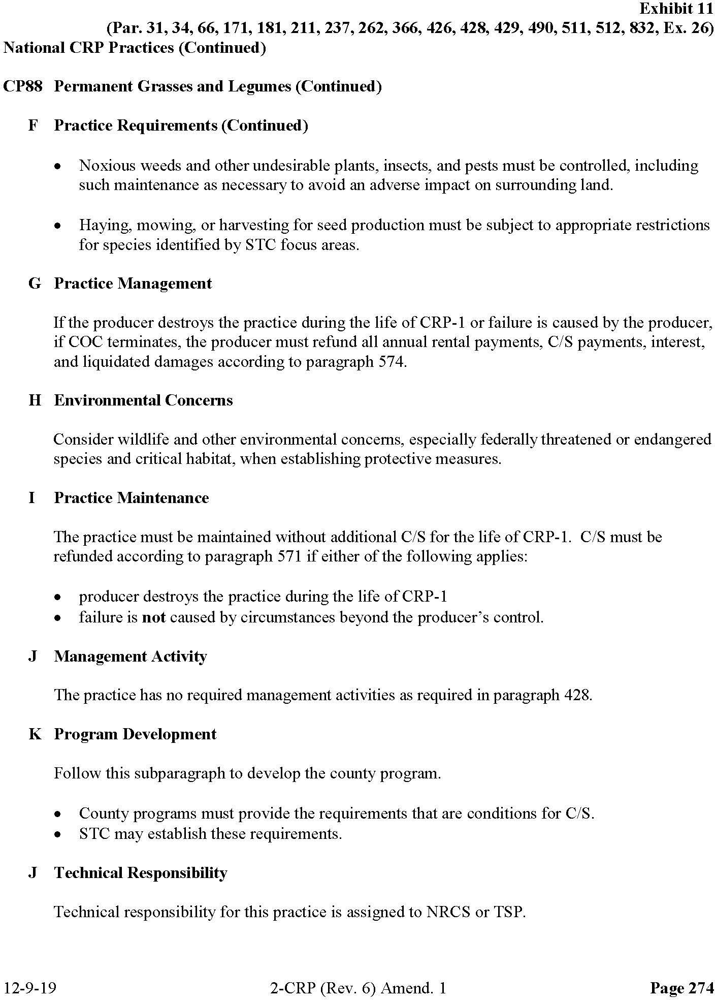 Exhibit 11
(Par. 31, 34, 66, 171, 181, 211, 237, 262, 366, 426, 428, 429, 490, 511, 512, 832, Ex. 26)
National CRP Practices (Continued)
CP88 Permanent Grasses and Legumes (Continued)
F Practice Requirements (Continued)
• Noxious weeds and other undesirable plants, insects, and pests must be controlled, including
such maintenance as necessary to avoid an adverse impact on surrounding land.
• Haying, mowing, or harvesting for seed production must be subject to appropriate restrictions
for species identified by STC focus areas.
G Practice Management
If the producer destroys the practice during the life of CRP-1 or failure is caused by the producer,
if COC terminates, the producer must refund all annual rental payments, C/S payments, interest,
and liquidated damages according to paragraph 574.
H Environmental Concerns
Consider wildlife and other environmental concerns, especially federally threatened or endangered
species and critical habitat, when establishing protective measures.
I Practice Maintenance
The practice must be maintained without additional C/S for the life of CRP-1. C/S must be
refunded according to paragraph 571 if either of the following applies:
• producer destroys the practice during the life of CRP-1
• failure is not caused by circumstances beyond the producer’s control.
J Management Activity
The practice has no required management activities as required in paragraph 428.
K Program Development
Follow this subparagraph to develop the county program.
• County programs must provide the requirements that are conditions for C/S.
• STC may establish these requirements.
J Technical Responsibility
Technical responsibility for this practice is assigned to NRCS or TSP.
12-9-19 2-CRP (Rev. 6) Amend. 1 Page 274